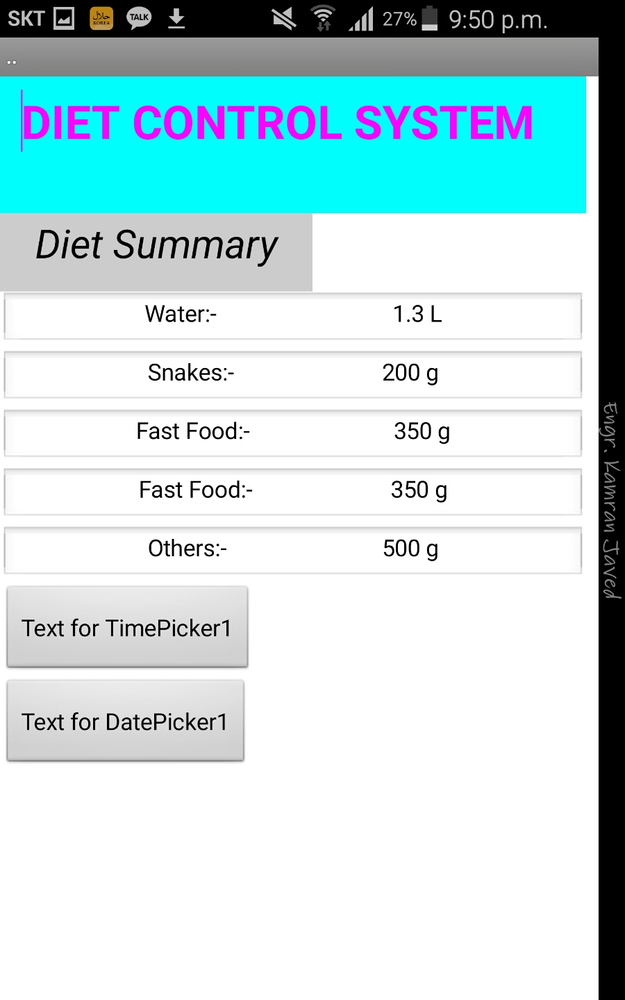 SKT TALK 27% 9:50 p.m.
..
DIET CONTROL SYSTEM
Diet Summary
Water:- 1.3 L
Snakes:- 200 g
Fast Food:- 350 g
Fast Food:- 350 g
Others:- 500 g
Text for TimePicker1
Text for DatePicker1
Engr. Kamran Javed